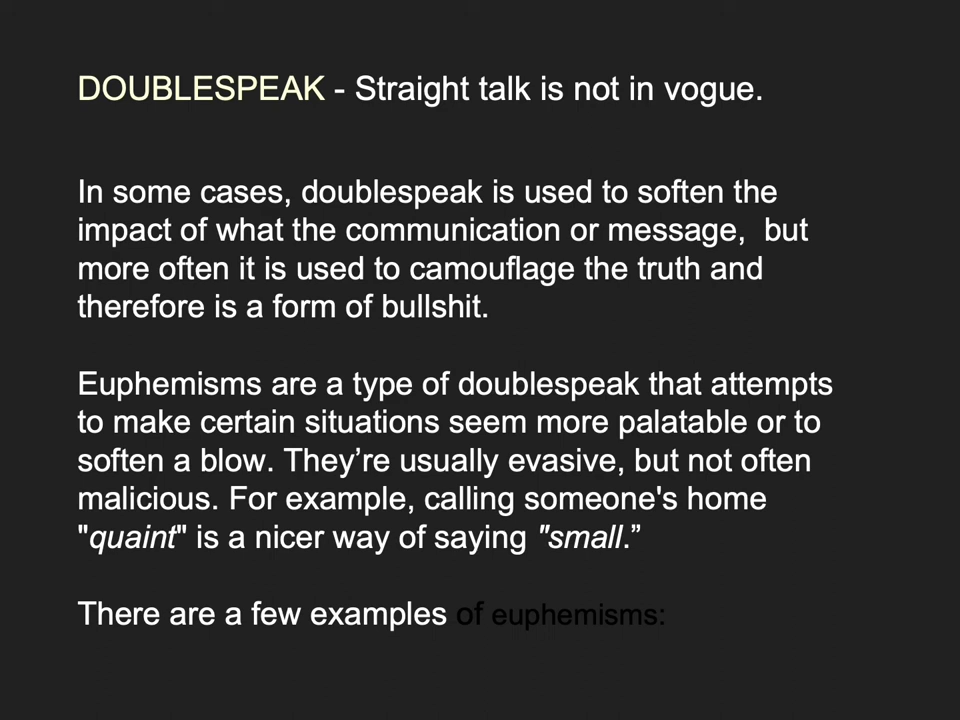 DOUBLESPEAK - Straight talk is not in vogue.
In some cases, doublespeak is used to soften the
impact of what the communication or message,  but
more often it is used to camouflage the truth and
therefore is a form of bullshit.
Euphemisms are a type of doublespeak that attempts
to make certain situations seem more palatable or to
soften a blow. They’re usually evasive, but not often
malicious. For example, calling someone's home
"quaint" is a nicer way of saying "small.”
There are a few examples of euphemisms: